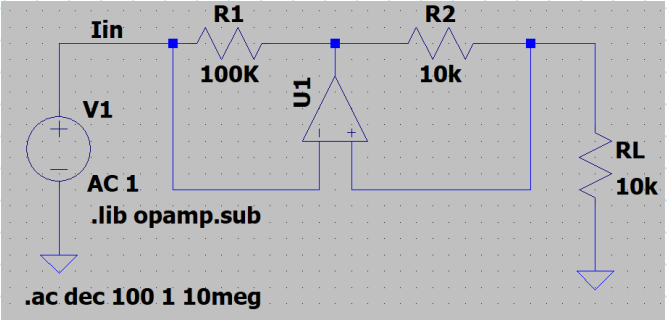 R1
R2
Iin
100K
10k
U1
V1
RL
10k
AC 1
.lib opamp.sub
.ac dec 100 1 10meg